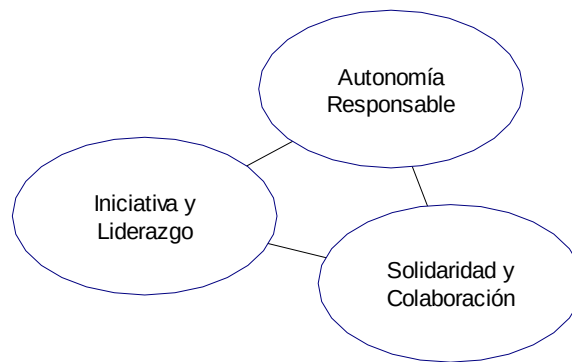 Autonomía
Responsable
Iniciativa y
Liderazgo
Solidaridad y
Colaboración